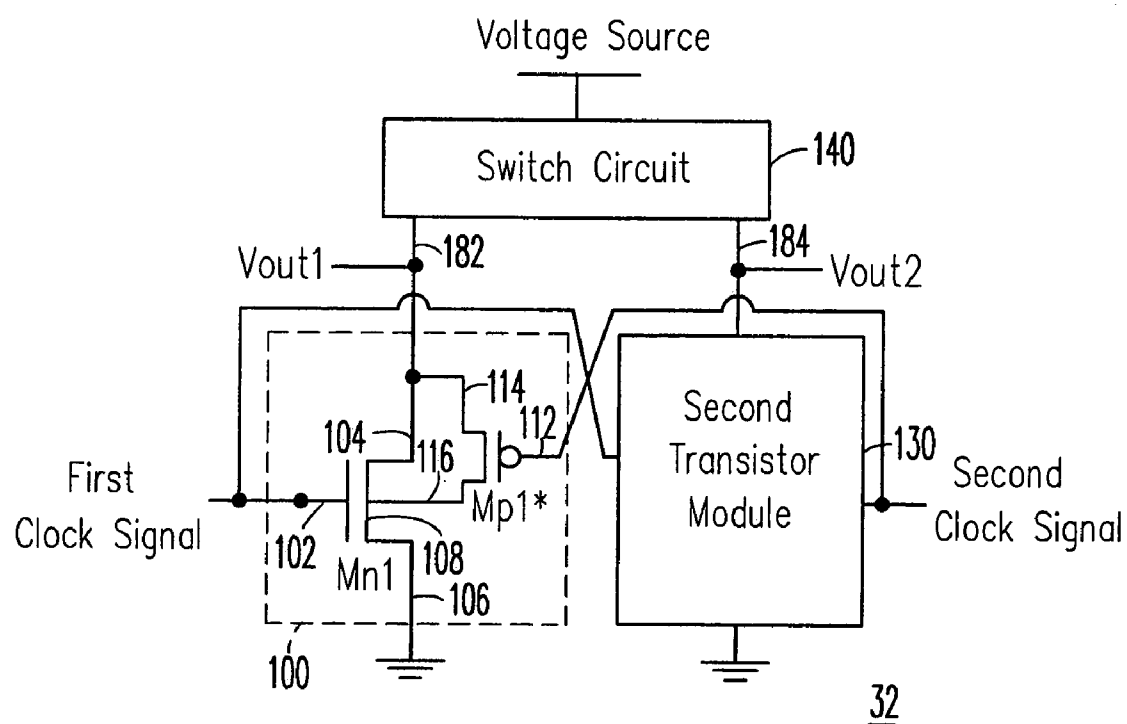 Voltage Source
Switch Circuit
140
182
184
Vout1
Vout2
114
104
112
116
Second
Transistor
Module
130
First
Clock Signal
Second
Clock Signal
102
108
Mp1*
Mn1
106
100
32